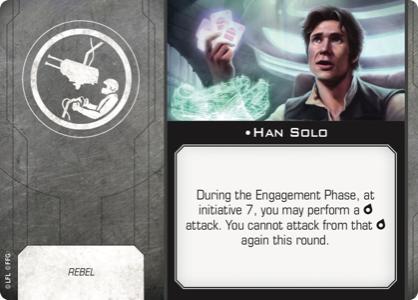 • HAN SOLO
During the Engagement Phase, at
initiative 7, you may perform a
attack. You cannot attack from that
again this round.
REBEL
© LFL © FFG